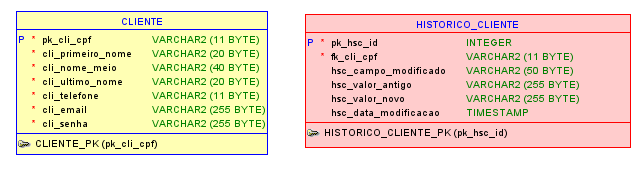 CLIENTE
P * pk_cli_cpf VARCHAR2 (11 BYTE)
* cli_primeiro_nome VARCHAR2 (20 BYTE)
* cli_nome_meio VARCHAR2 (40 BYTE)
* cli_ultimo_nome VARCHAR2 (20 BYTE)
* cli_telefone VARCHAR2 (11 BYTE)
* cli_email VARCHAR2 (255 BYTE)
* cli_senha VARCHAR2 (255 BYTE)
CLIENTE_PK (pk_cli_cpf)
HISTORICO_CLIENTE
P * pk_hsc_id INTEGER
* fk_cli_cpf VARCHAR2 (11 BYTE)
hsc_campo_modificado VARCHAR2 (50 BYTE)
hsc_valor_antigo VARCHAR2 (255 BYTE)
hsc_valor_novo VARCHAR2 (255 BYTE)
hsc_data_modificacao TIMESTAMP
HISTORICO_CLIENTE_PK (pk_hsc_id)